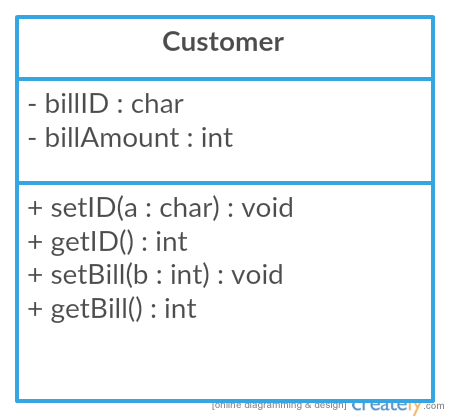 Customer
- billID : char
- billAmount : int
+ setID(a : char) : void
+ getID() : int
+ setBill(b : int) : void
+ getBill() : int
[online diagramming & design] creately.com